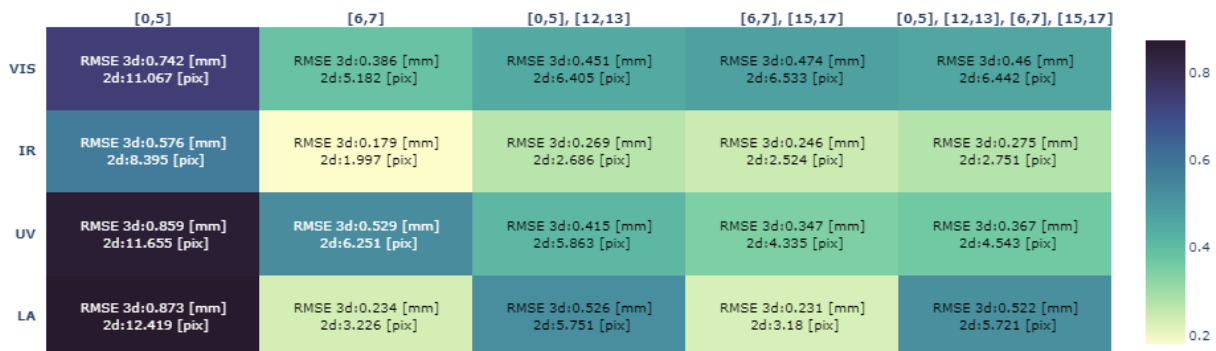 [0,5] [6,7] [0,5], [12,13] [6,7], [15,17] [0,5], [12,13], [6,7], [15,17]
VIS
RMSE 3d:0.742 [mm]
2d:11.067 [pix]
RMSE 3d:0.386 [mm]
2d:5.182 [pix]
RMSE 3d:0.451 [mm]
2d:6.405 [pix]
RMSE 3d:0.474 [mm]
2d:6.533 [pix]
RMSE 3d:0.46 [mm]
2d:6.442 [pix]
IR
RMSE 3d:0.576 [mm]
2d:8.395 [pix]
RMSE 3d:0.179 [mm]
2d:1.997 [pix]
RMSE 3d:0.269 [mm]
2d:2.686 [pix]
RMSE 3d:0.246 [mm]
2d:2.524 [pix]
RMSE 3d:0.275 [mm]
2d:2.751 [pix]
UV
RMSE 3d:0.859 [mm]
2d:11.655 [pix]
RMSE 3d:0.529 [mm]
2d:6.251 [pix]
RMSE 3d:0.415 [mm]
2d:5.863 [pix]
RMSE 3d:0.347 [mm]
2d:4.335 [pix]
RMSE 3d:0.367 [mm]
2d:4.543 [pix]
LA
RMSE 3d:0.873 [mm]
2d:12.419 [pix]
RMSE 3d:0.234 [mm]
2d:3.226 [pix]
RMSE 3d:0.526 [mm]
2d:5.751 [pix]
RMSE 3d:0.231 [mm]
2d:3.18 [pix]
RMSE 3d:0.522 [mm]
2d:5.721 [pix]
0.8
0.6
0.4
0.2